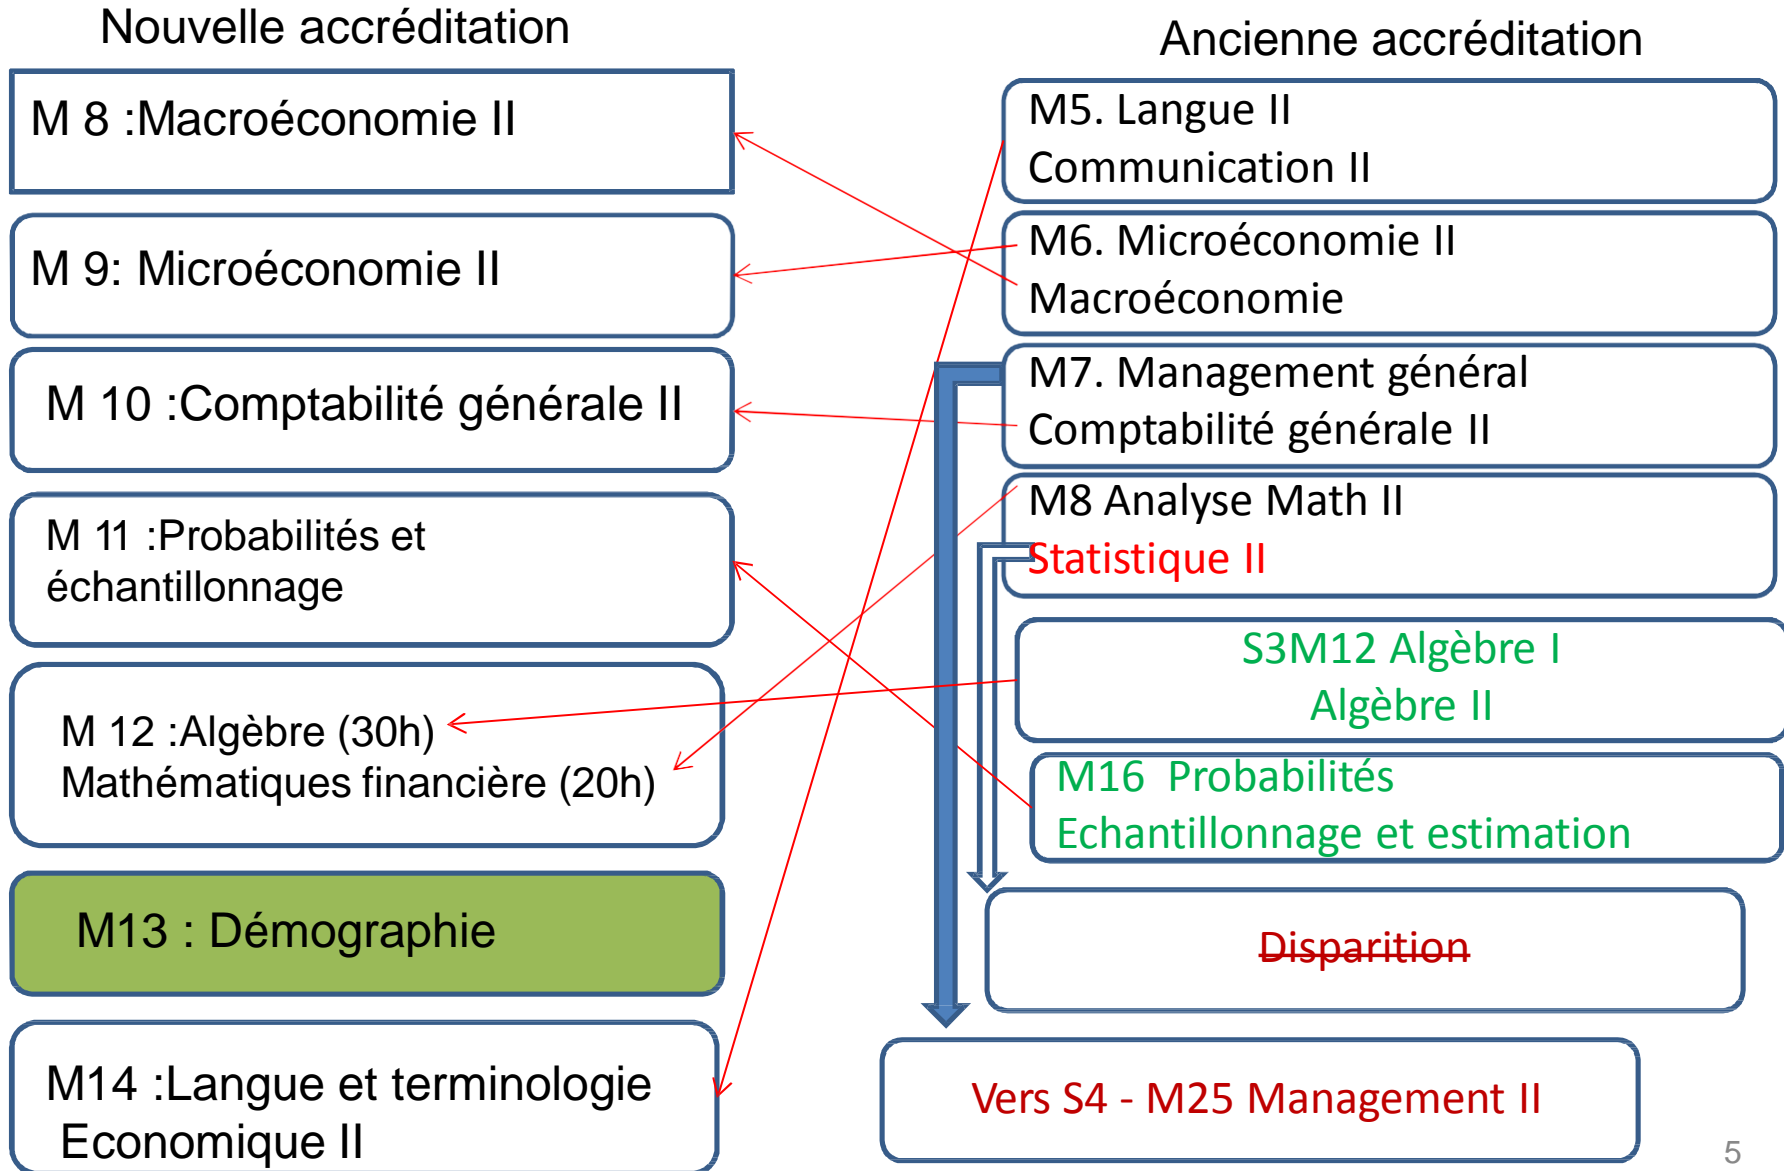 Nouvelle accréditation
M 8 :Macroéconomie II
M 9: Microéconomie II
M 10 :Comptabilité générale II
M 11 :Probabilités et
échantillonnage
M 12 :Algèbre (30h)
Mathématiques financière (20h)
M13 : Démographie
M14 :Langue et terminologie
Economique II
Ancienne accréditation
M5. Langue II
Communication II
M6. Microéconomie II
Macroéconomie
M7. Management général
Comptabilité générale II
M8 Analyse Math II
Statistique II
S3M12 Algèbre I
Algèbre II
M16 Probabilités
Echantillonnage et estimation
Disparition
Vers S4 - M25 Management II
5